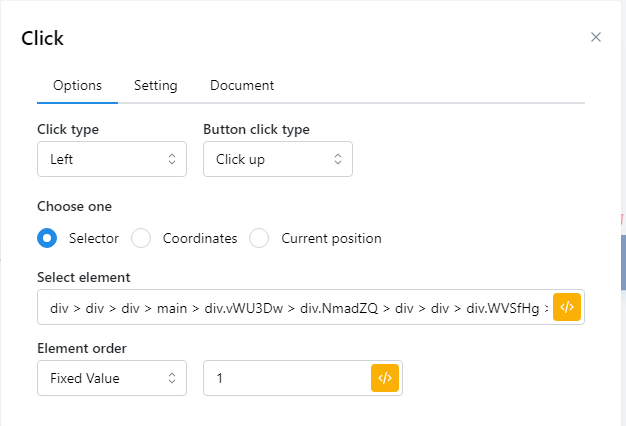 Click
Options Setting Document
Click type Button click type
Left Click up
Choose one
Selector Coordinates Current position
Select element
div > div > div > main > div.vWU3Dw > div.NmadZQ > div > div > div.WVSfHg > </>
Element order
Fixed Value 1 </>